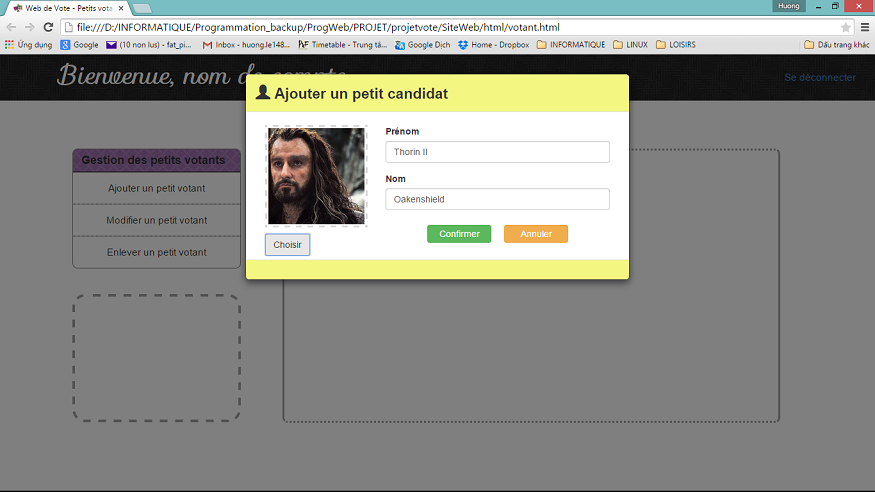 Huong
Web de Vote - Petits vota
file:///D:/INFORMATIQUE/Programmation_backup/ProgWeb/PROJET/projetvote/SiteWeb/html/votant.html
Ứng dụng Google (10 non lus) - fat_pi... Inbox - huong.le148... Timetable - Trung tâ... Google Dịch Home - Dropbox INFORMATIQUE LINUX LOISIRS Dấu trang khác
Bienvenue, nom de compte
Se déconnecter
Ajouter un petit candidat
Prénom
Thorin II
Nom
Oakenshield
Confirmer Annuler
Choisir
Gestion des petits votants
Ajouter un petit votant
Modifier un petit votant
Enlever un petit votant